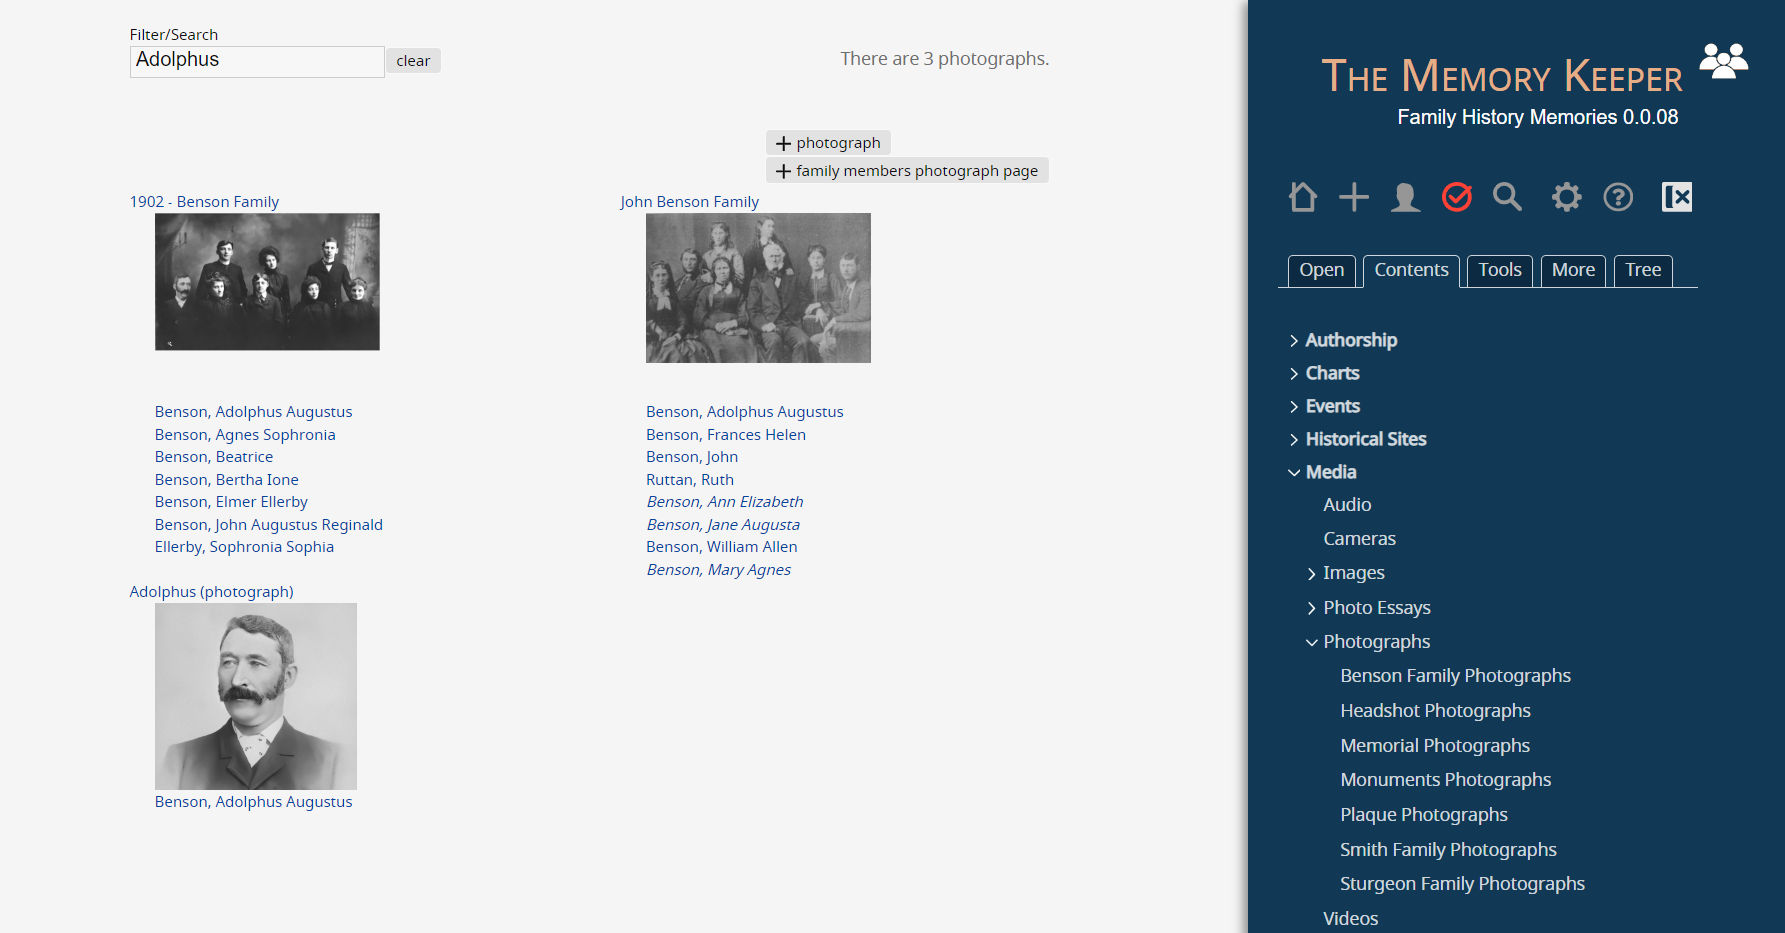 Filter/Search
Adolphus
clear
There are 3 photographs.
photograph
family members photograph page
1902 - Benson Family
Benson, Adolphus Augustus
Benson, Agnes Sophronia
Benson, Beatrice
Benson, Bertha Ione
Benson, Elmer Ellerby
Benson, John Augustus Reginald
Ellerby, Sophronia Sophia
John Benson Family
Benson, Adolphus Augustus
Benson, Frances Helen
Benson, John
Ruttan, Ruth
Benson, Ann Elizabeth
Benson, Jane Augusta
Benson, William Allen
Benson, Mary Agnes
Adolphus (photograph)
Benson, Adolphus Augustus
The Memory Keeper
Family History Memories 0.0.08
Open
Contents
Tools
More
Tree
Authorship
Charts
Events
Historical Sites
Media
Audio
Cameras
Images
Photo Essays
Photographs
Benson Family Photographs
Headshot Photographs
Memorial Photographs
Monuments Photographs
Plaque Photographs
Smith Family Photographs
Sturgeon Family Photographs
Videos